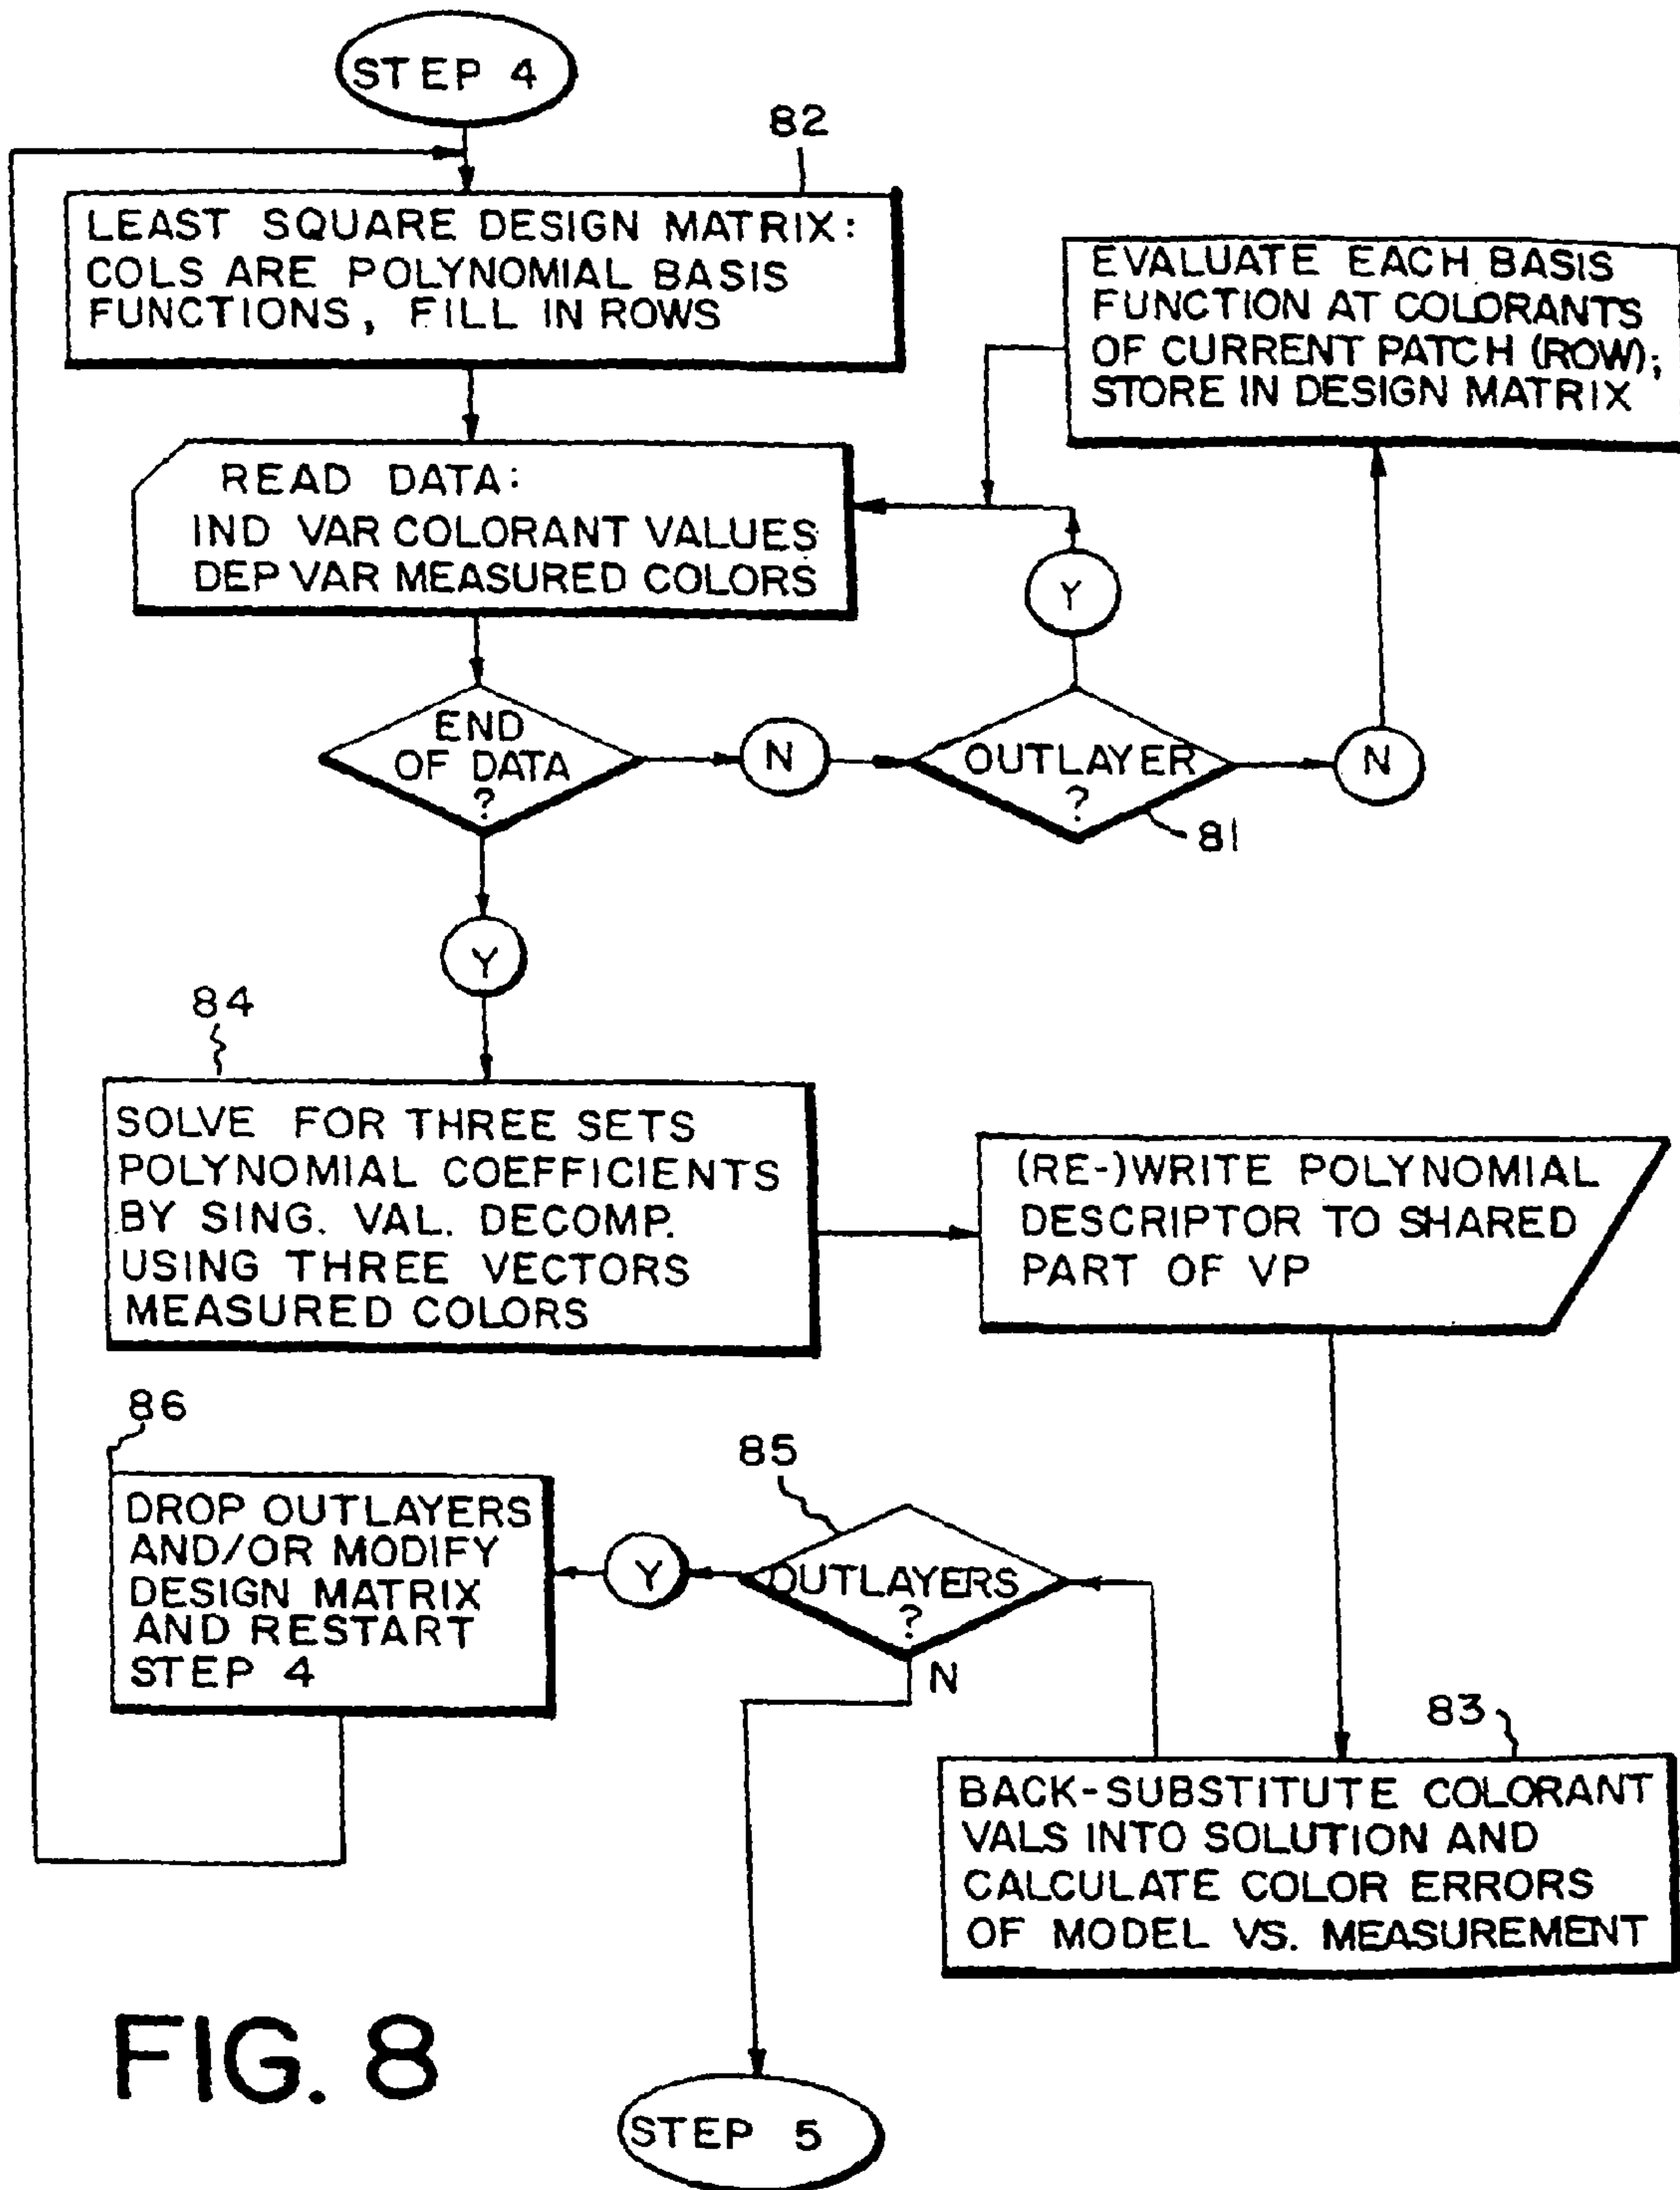 STEP 4
82
LEAST SQUARE DESIGN MATRIX:
COLS ARE POLYNOMIAL BASIS
FUNCTIONS, FILL IN ROWS
EVALUATE EACH BASIS
FUNCTION AT COLORANTS
OF CURRENT PATCH (ROW);
STORE IN DESIGN MATRIX
READ DATA:
IND VAR COLORANT VALUES
DEP VAR MEASURED COLORS
Y
END
OF DATA
?
N
OUTLAYER
?
N
81
Y
84
SOLVE FOR THREE SETS
POLYNOMIAL COEFFICIENTS
BY SING. VAL. DECOMP.
USING THREE VECTORS
MEASURED COLORS
(RE-)WRITE POLYNOMIAL
DESCRIPTOR TO SHARED
PART OF VP
86
DROP OUTLAYERS
AND/OR MODIFY
DESIGN MATRIX
AND RESTART
STEP 4
Y
85
OUTLAYERS
?
N
83
BACK-SUBSTITUTE COLORANT
VALS INTO SOLUTION AND
CALCULATE COLOR ERRORS
OF MODEL VS. MEASUREMENT
FIG. 8
STEP 5